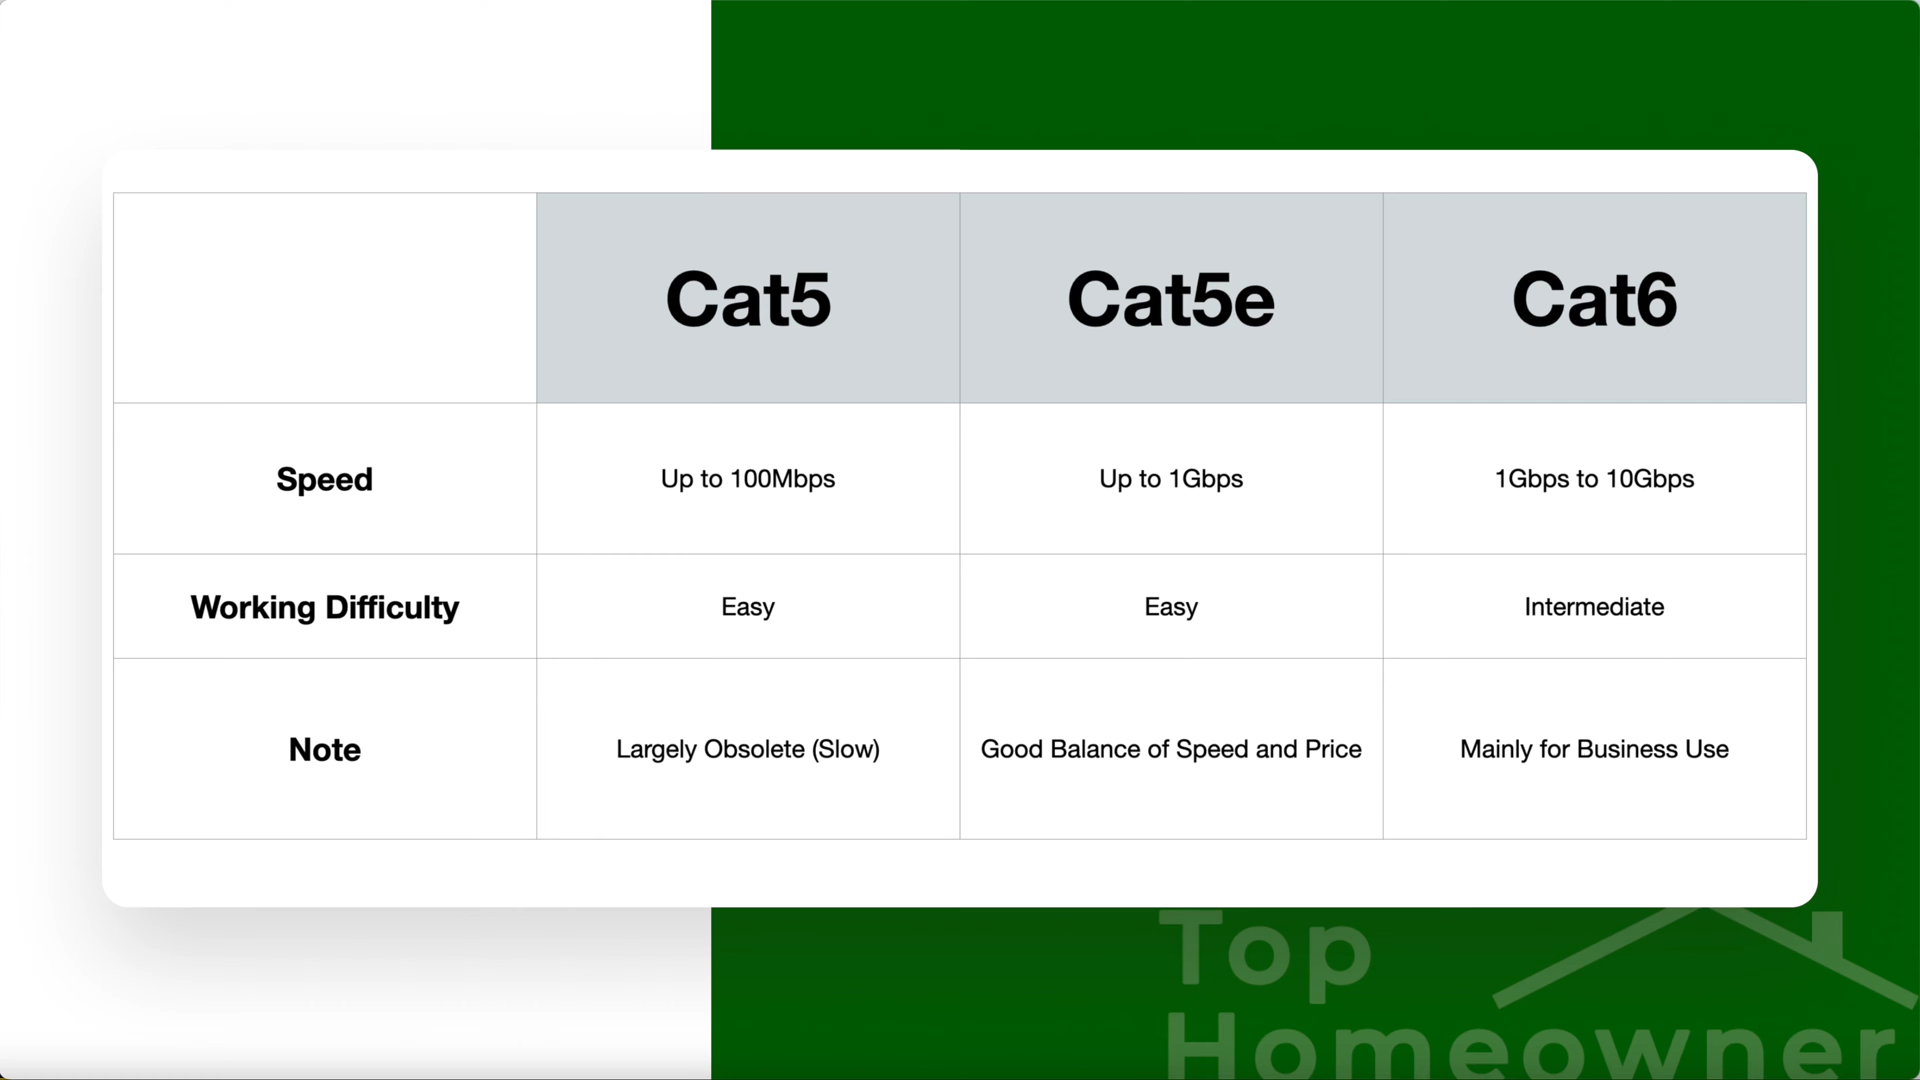 Cat5 Cat5e Cat6
Speed Up to 100Mbps Up to 1Gbps 1Gbps to 10Gbps
Working Difficulty Easy Easy Intermediate
Note Largely Obsolete (Slow) Good Balance of Speed and Price Mainly for Business Use
Top
Homeowner